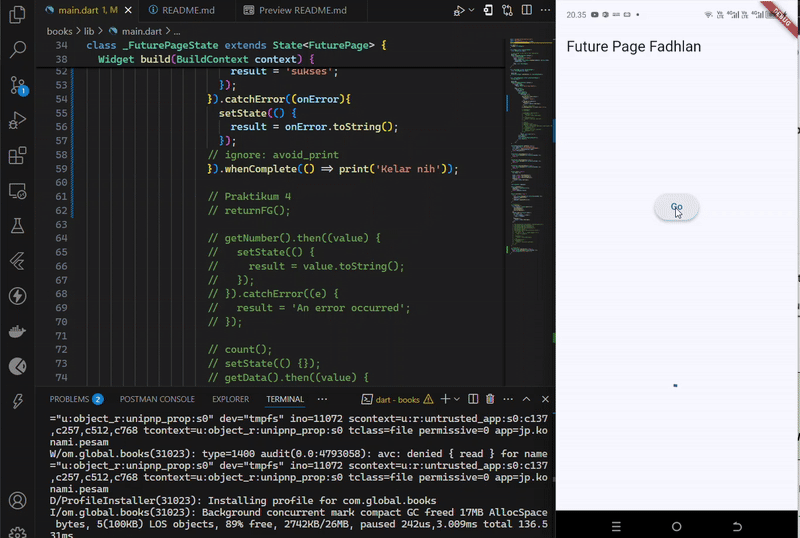 main.dart 1, M
README.md
Preview README.md
books > lib > main.dart > ...
34 class _FuturePageState extends State<FuturePage> {
38 Widget build(BuildContext context) {
52 result = 'sukses';
53 });
54 }).catchError((onError){
55 setState(() {
56 result = onError.toString();
57 });
58 // ignore: avoid_print
59 }).whenComplete(() => print('Kelar nih'));
60
61 // Praktikum 4
62 // returnFG();
63
64 // getNumber().then((value) {
65 //   setState(() {
66 //     result = value.toString();
67 //   });
68 // }).catchError((e) {
69 //   result = 'An error occurred';
70 // });
71
72 // count();
73 // setState(() {});
74 // getData().then((value) {
PROBLEMS 2 POSTMAN CONSOLE EXPLORER TERMINAL ... dart - books
="u:object_r:unipnp_prop:s0" dev="tmpfs" ino=11072 scontext=u:r:untrusted_app:s0:c137
,c257,c512,c768 tcontext=u:object_r:unipnp_prop:s0 tclass=file permissive=0 app=jp.ko
nami.pesam
W/om.global.books(31023): type=1400 audit(0.0:4793058): avc: denied { read } for name
="u:object_r:unipnp_prop:s0" dev="tmpfs" ino=11072 scontext=u:r:untrusted_app:s0:c137
,c257,c512,c768 tcontext=u:object_r:unipnp_prop:s0 tclass=file permissive=0 app=jp.ko
nami.pesam
D/ProfileInstaller(31023): Installing profile for com.global.books
I/om.global.books(31023): Background concurrent mark compact GC freed 17MB AllocSpace
bytes, 5(100KB) LOS objects, 89% free, 2742KB/26MB, paused 242us,3.009ms total 136.5
31ms
1
20.35
DEBUG
Future Page Fadhlan
Go